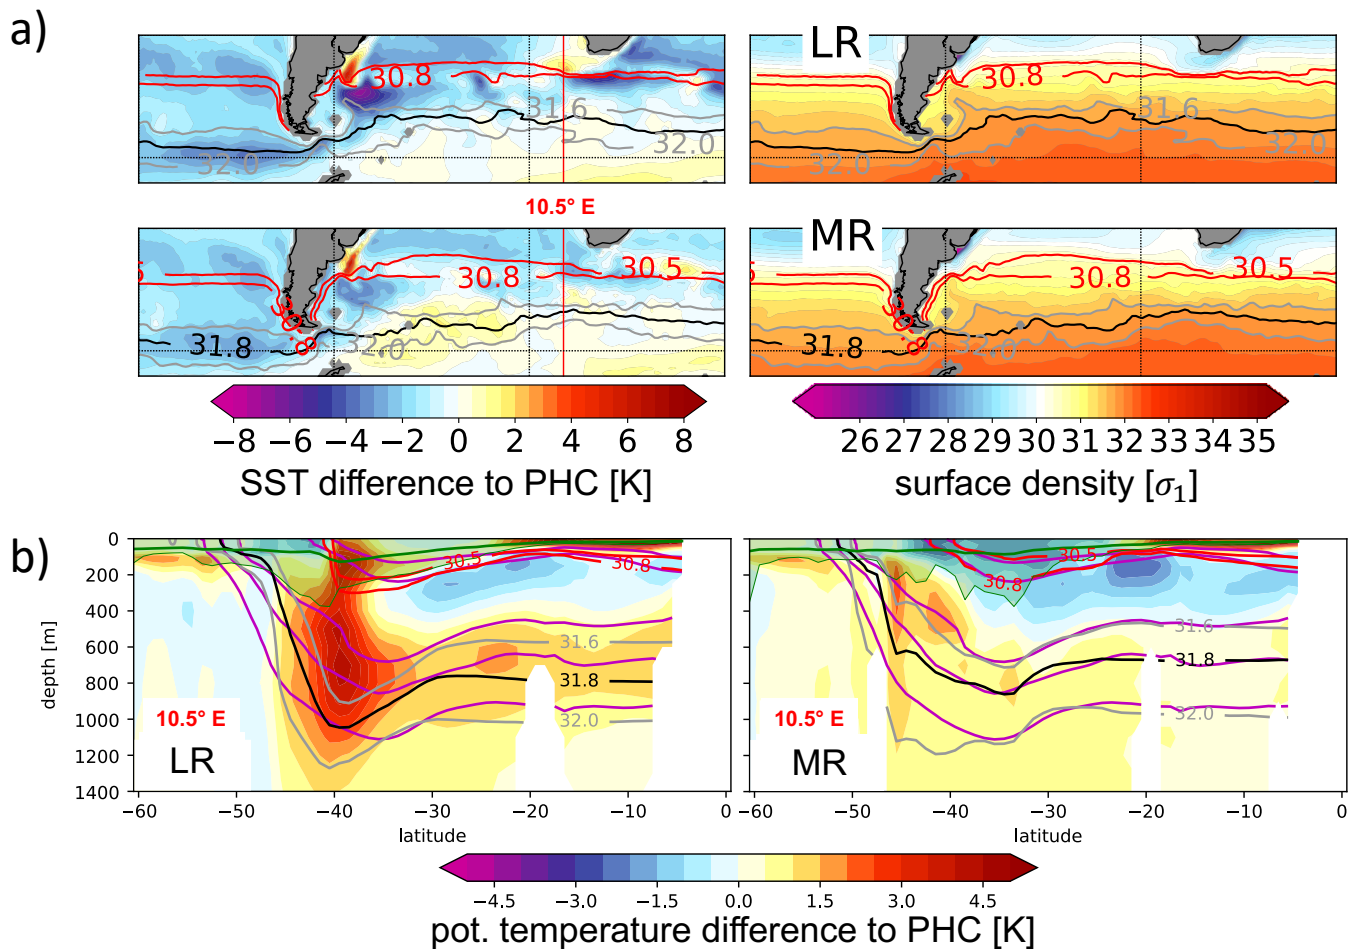 a)
LR
30.8
31.6
32.0
32.0
30.8
31.6
32.0
32.0
10.5° E
MR
30.8
30.5
30.8
31.8
32.0
30.8
30.5
30.8
31.8
32.0
−8 −6 −4 −2 0 2 4 6 8
SST difference to PHC [K]
26 27 28 29 30 31 32 33 34 35
surface density [σ₁]
b)
0
200
400
600
800
1000
1200
1400
depth [m]
30.5
30.8
31.6
31.8
32.0
10.5° E
LR
−60 −50 −40 −30 −20 −10 0
latitude
30.5
30.8
31.6
31.8
32.0
10.5° E
MR
−60 −50 −40 −30 −20 −10 0
latitude
−4.5 −3.0 −1.5 0.0 1.5 3.0 4.5
pot. temperature difference to PHC [K]